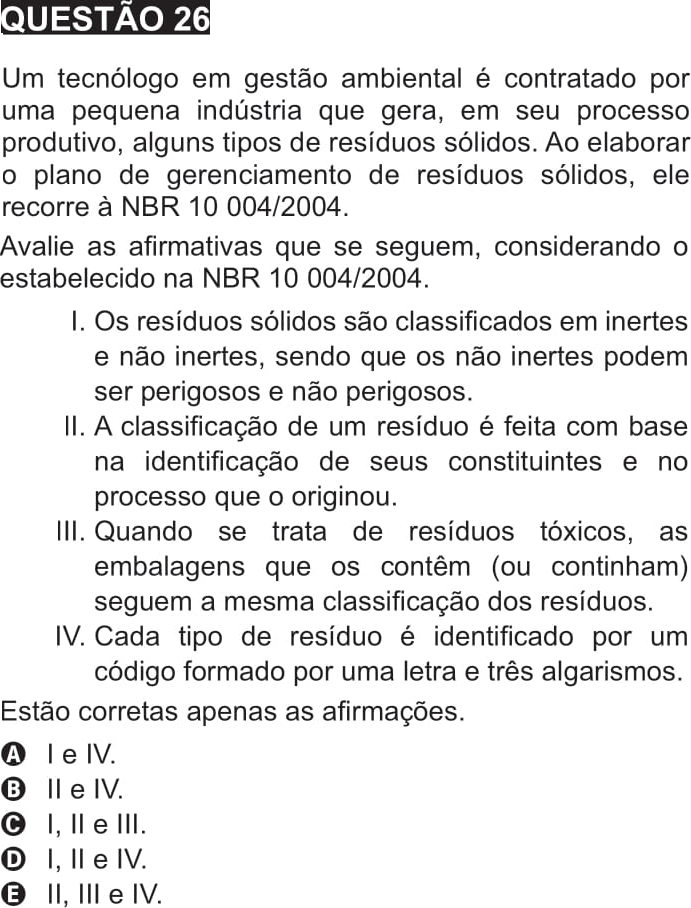 QUESTÃO 26
Um tecnólogo em gestão ambiental é contratado por
uma pequena indústria que gera, em seu processo
produtivo, alguns tipos de resíduos sólidos. Ao elaborar
o plano de gerenciamento de resíduos sólidos, ele
recorre à NBR 10 004/2004.
Avalie as afirmativas que se seguem, considerando o
estabelecido na NBR 10 004/2004.
I. Os resíduos sólidos são classificados em inertes
e não inertes, sendo que os não inertes podem
ser perigosos e não perigosos.
II. A classificação de um resíduo é feita com base
na identificação de seus constituintes e no
processo que o originou.
III. Quando se trata de resíduos tóxicos, as
embalagens que os contêm (ou continham)
seguem a mesma classificação dos resíduos.
IV. Cada tipo de resíduo é identificado por um
código formado por uma letra e três algarismos.
Estão corretas apenas as afirmações.
A I e IV.
B II e IV.
C I, II e III.
D I, II e IV.
E II, III e IV.